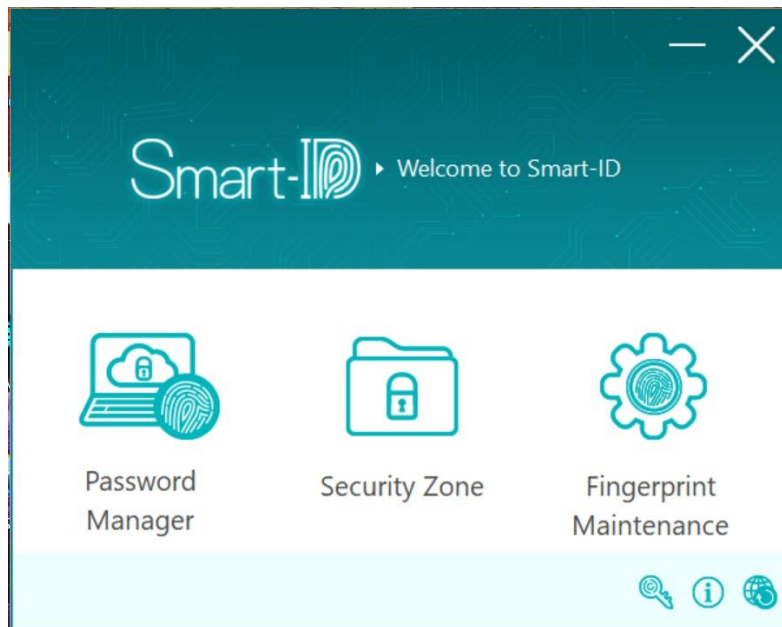 Smart-ID
Welcome to Smart-ID
Password
Manager
Security Zone
Fingerprint
Maintenance